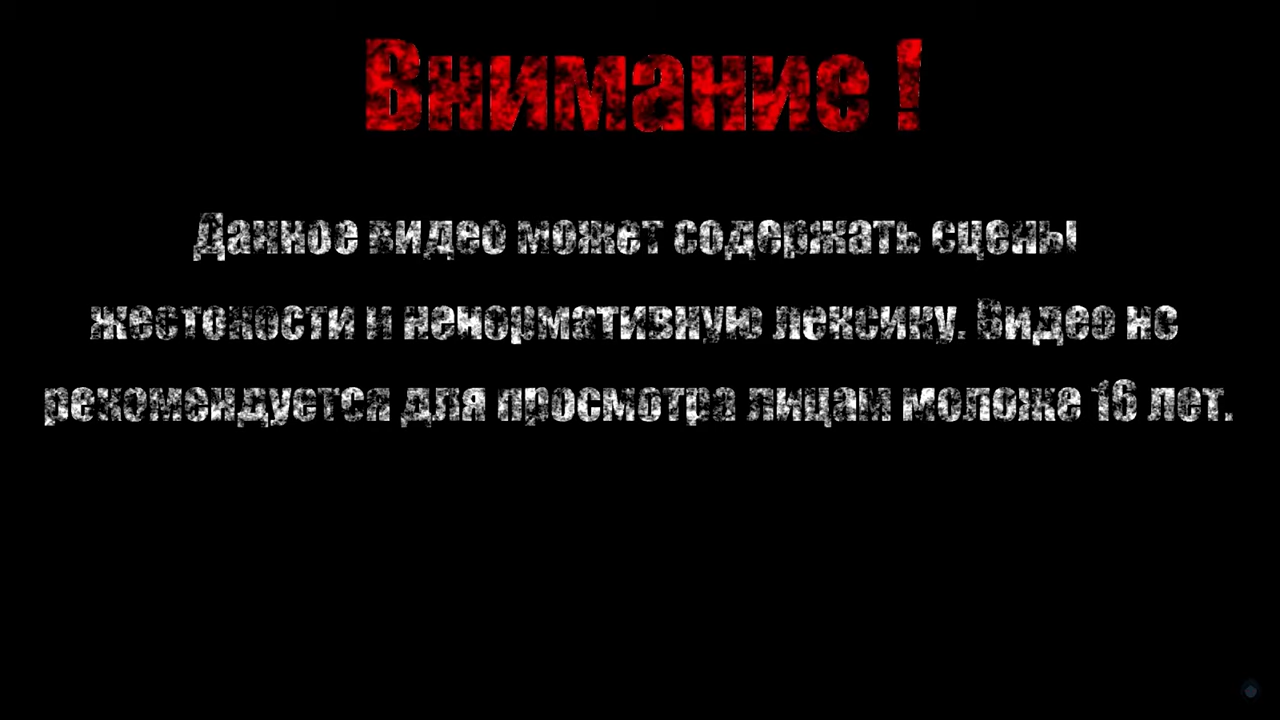 Внимание !
Данное видео может содержать сцены
жестокости и ненормативную лексику. Видео не
рекомендуется для просмотра лицам моложе 16 лет.